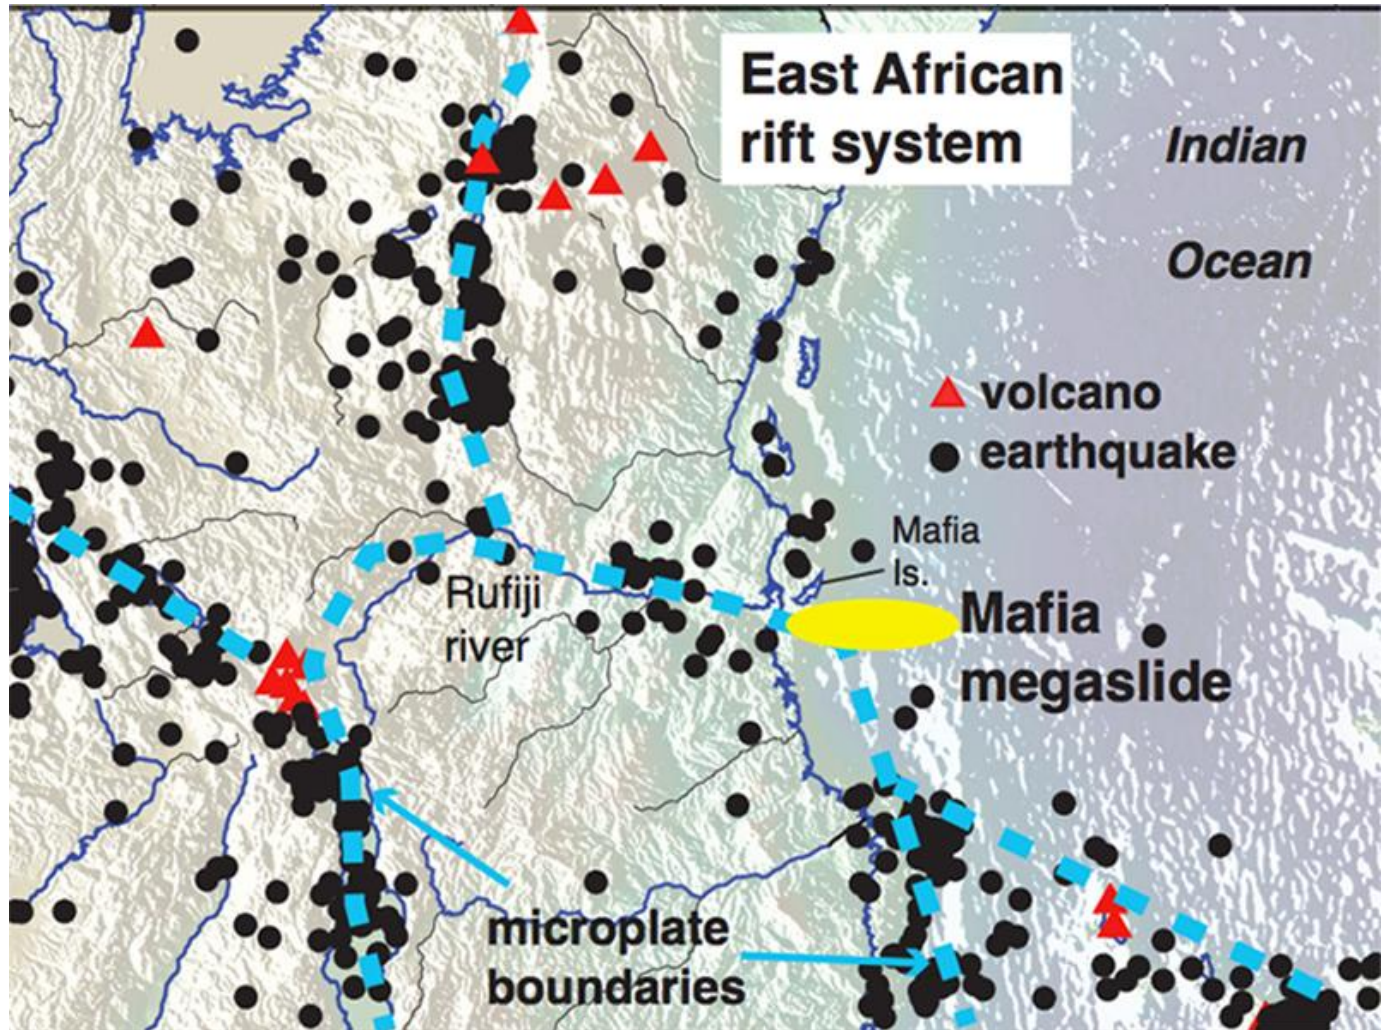 East African
rift system
Indian
Ocean
volcano
earthquake
Mafia
Is.
Rufiji
river
Mafia
megaslide
microplate
boundaries